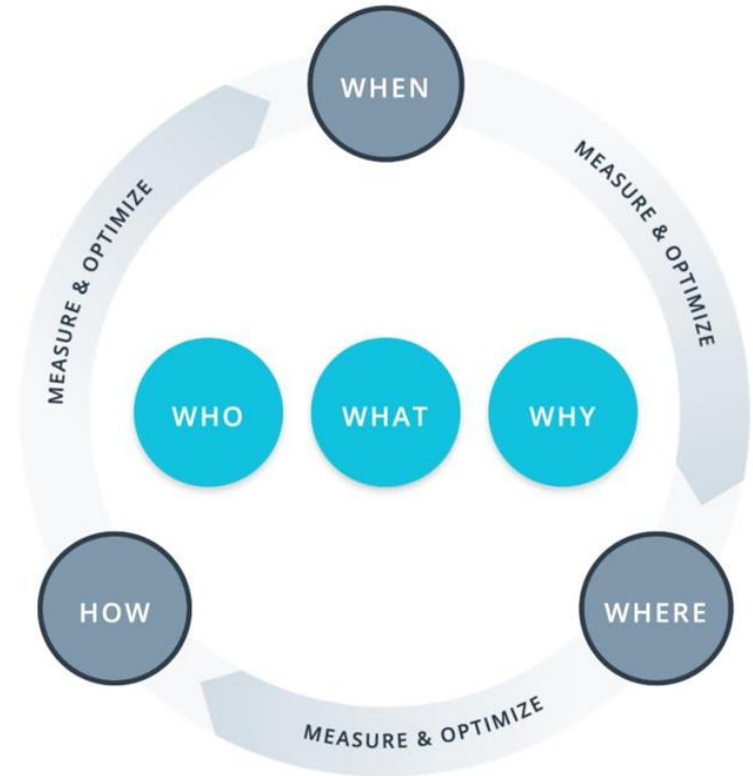 WHEN
MEASURE & OPTIMIZE
MEASURE & OPTIMIZE
WHO
WHAT
WHY
HOW
WHERE
MEASURE & OPTIMIZE